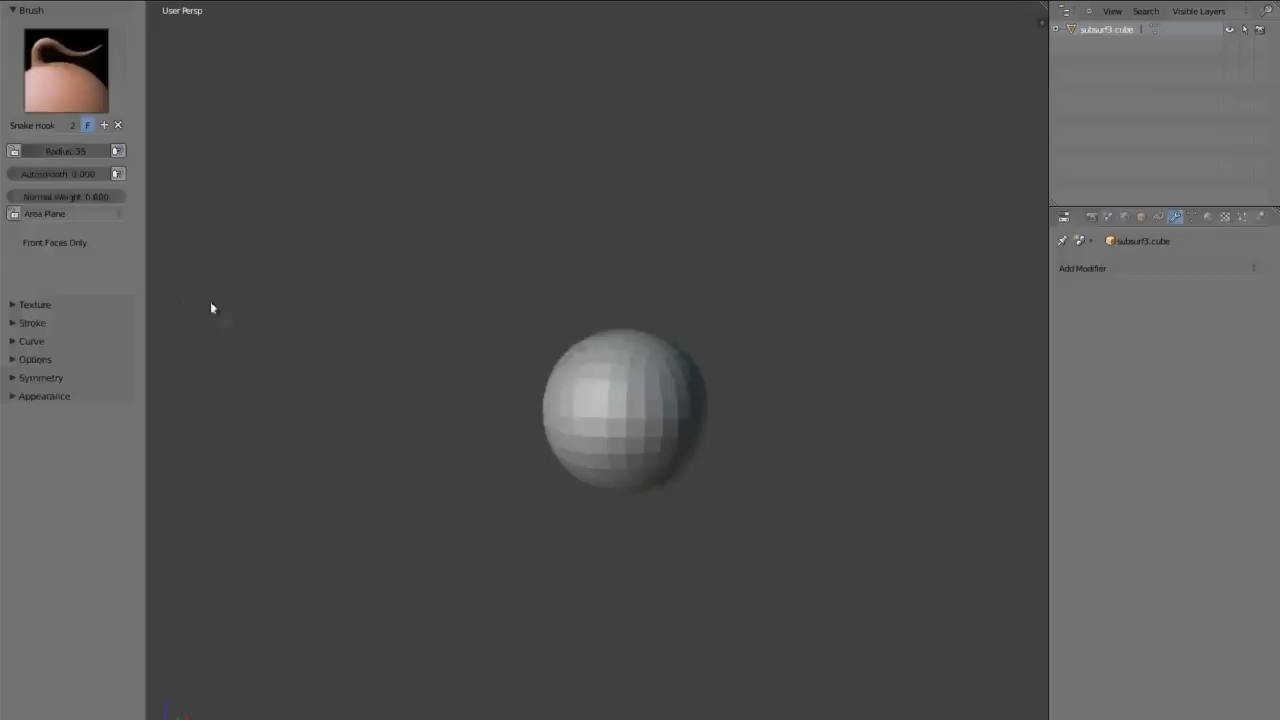 Brush
User Persp
View Search Visible Layers
subsurf3.cube
Snake Hook 2 F
Radius: 35
Autosmooth: 0.000
Normal Weight: 0.000
Area Plane
Front Faces Only
subsurf3.cube
Add Modifier
Texture
Stroke
Curve
Options
Symmetry
Appearance